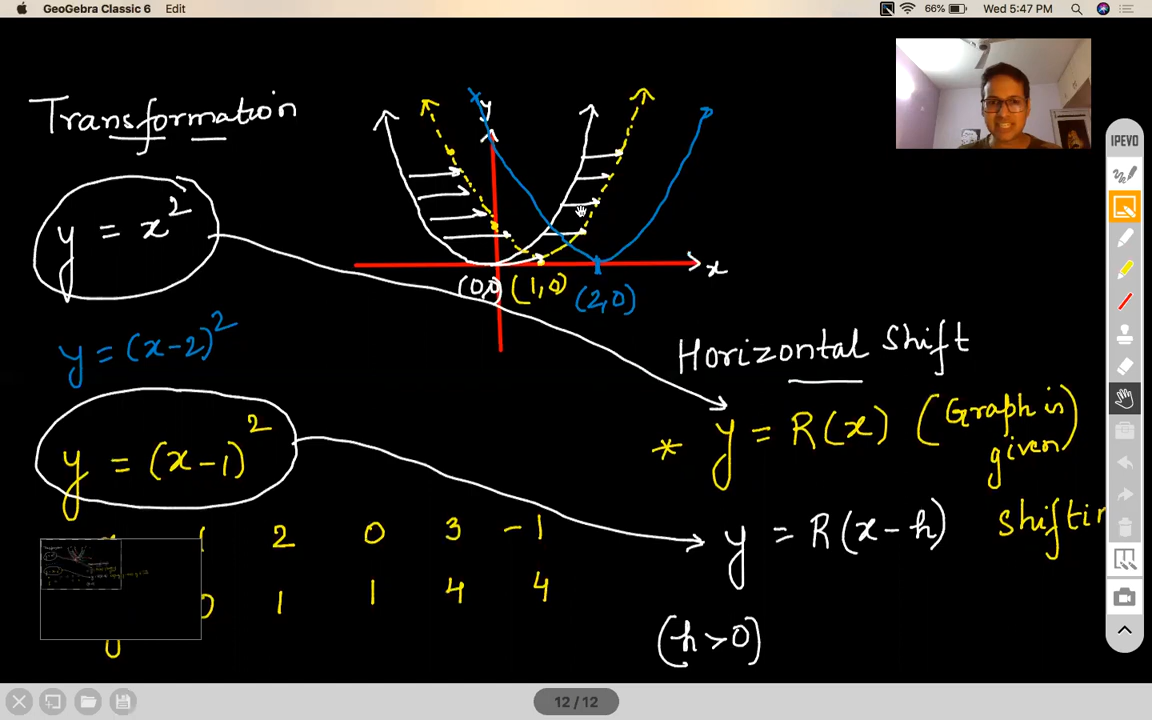 GeoGebra Classic 6 Edit
66% Wed 5:47 PM
IPEVO
Transformation
y
x
(0,0) (1,0) (2,0)
y = x²
y = (x-2)²
y = (x-1)²
1 2 0 3 -1
0 1 1 4 4
Horizontal Shift
* y = R(x) (Graph is given)
y = R(x-h) Shiftin
(h>0)
12 / 12